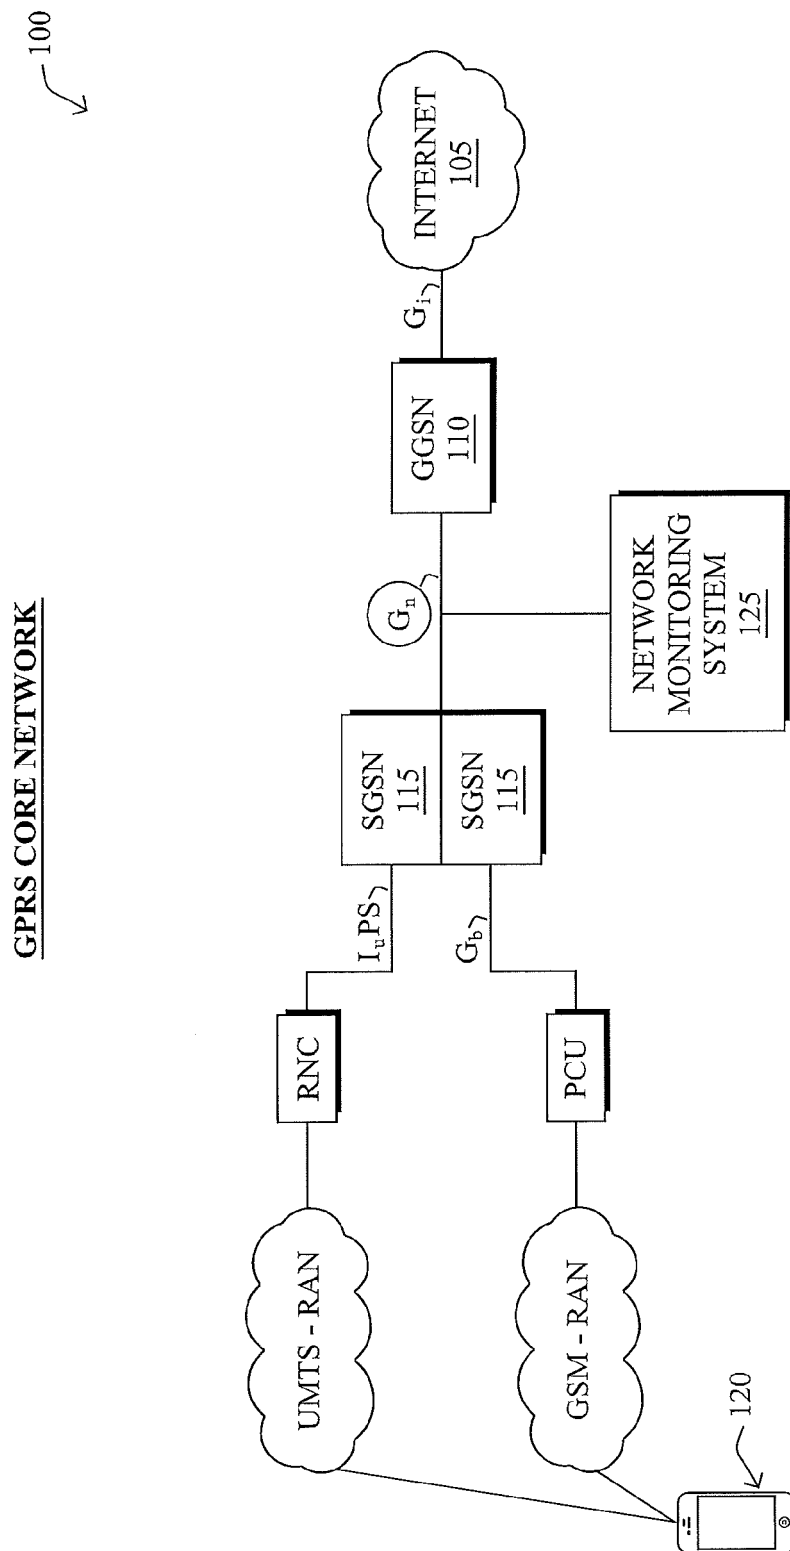 GPRS CORE NETWORK
100
120
UMTS - RAN
GSM - RAN
RNC
PCU
IuPS
Gb
SGSN
115
SGSN
115
Gn
NETWORK
MONITORING
SYSTEM
125
GGSN
110
Gi
INTERNET
105